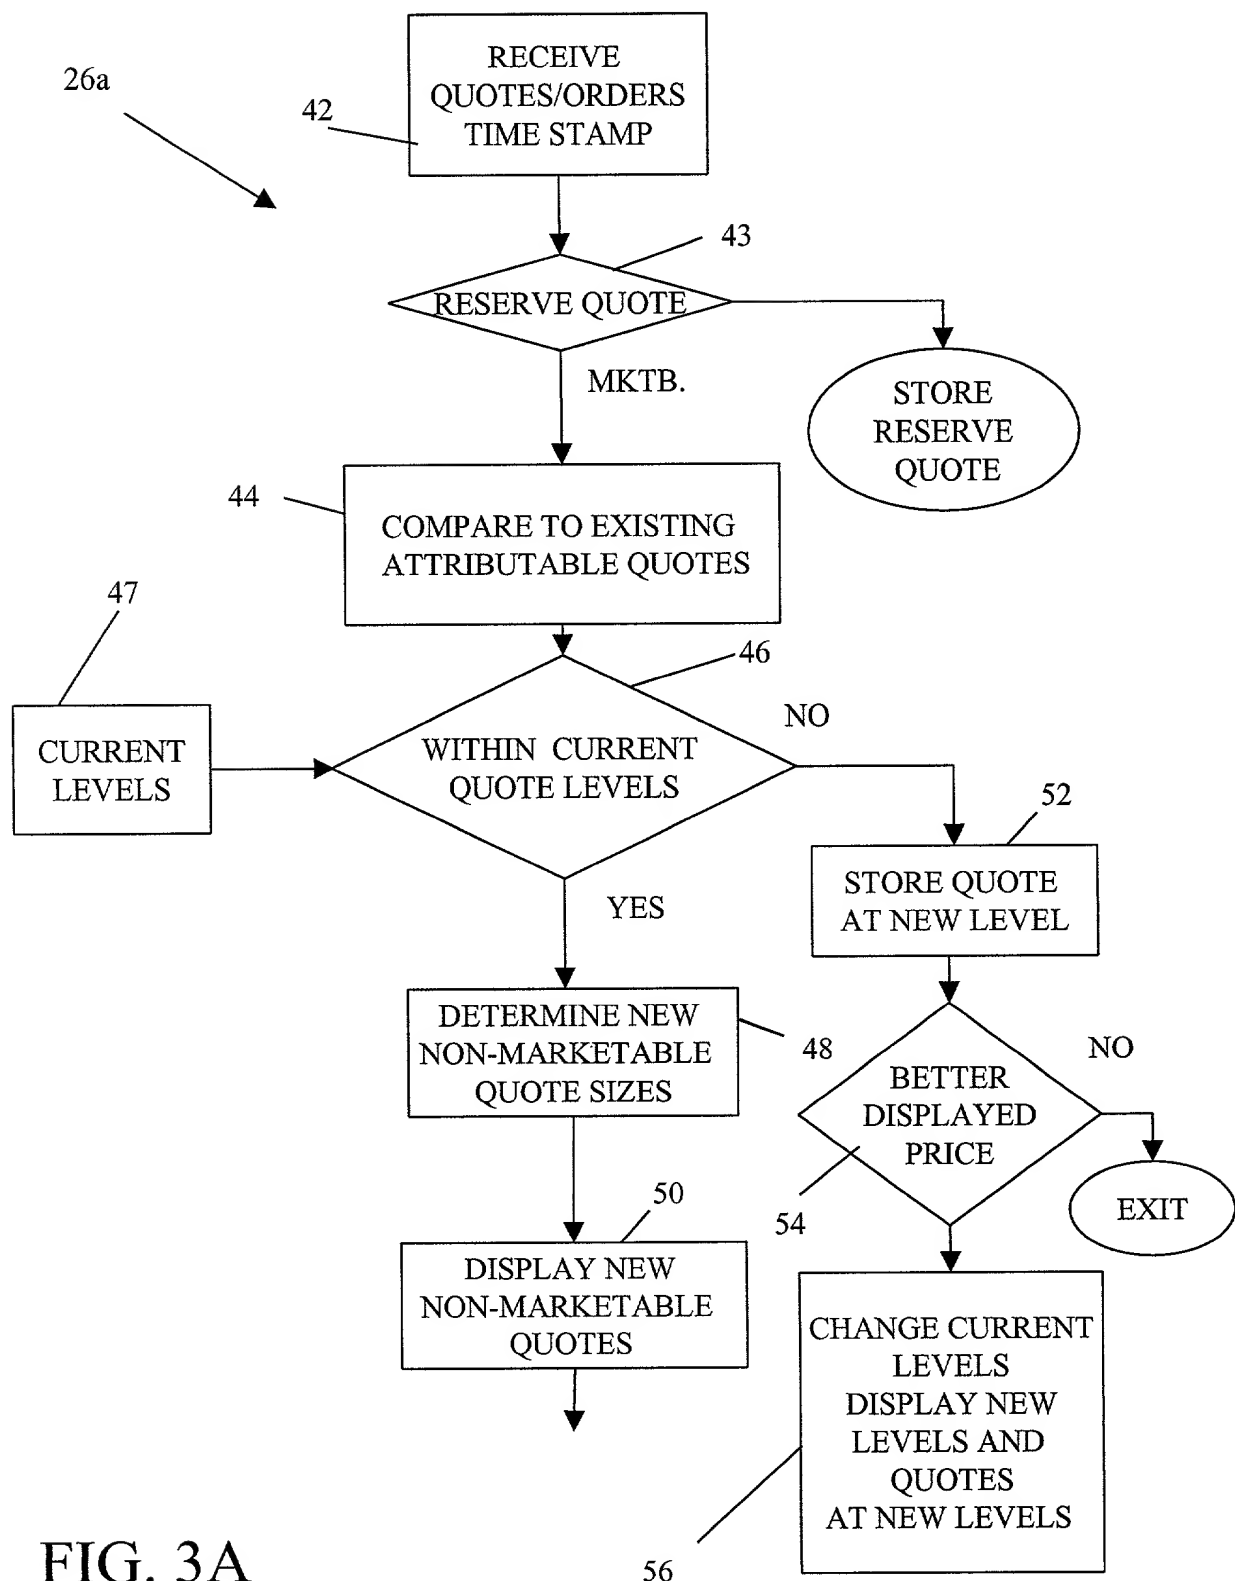 RECEIVE
QUOTES/ORDERS
TIME STAMP
26a
42
43
RESERVE QUOTE
MKTB.
STORE
RESERVE
QUOTE
44
COMPARE TO EXISTING
ATTRIBUTABLE QUOTES
47
46
NO
CURRENT
LEVELS
WITHIN CURRENT
QUOTE LEVELS
52
STORE QUOTE
AT NEW LEVEL
YES
DETERMINE NEW
NON-MARKETABLE
QUOTE SIZES
48
NO
BETTER
DISPLAYED
PRICE
54
EXIT
50
DISPLAY NEW
NON-MARKETABLE
QUOTES
CHANGE CURRENT
LEVELS
DISPLAY NEW
LEVELS AND
QUOTES
AT NEW LEVELS
56
FIG. 3A